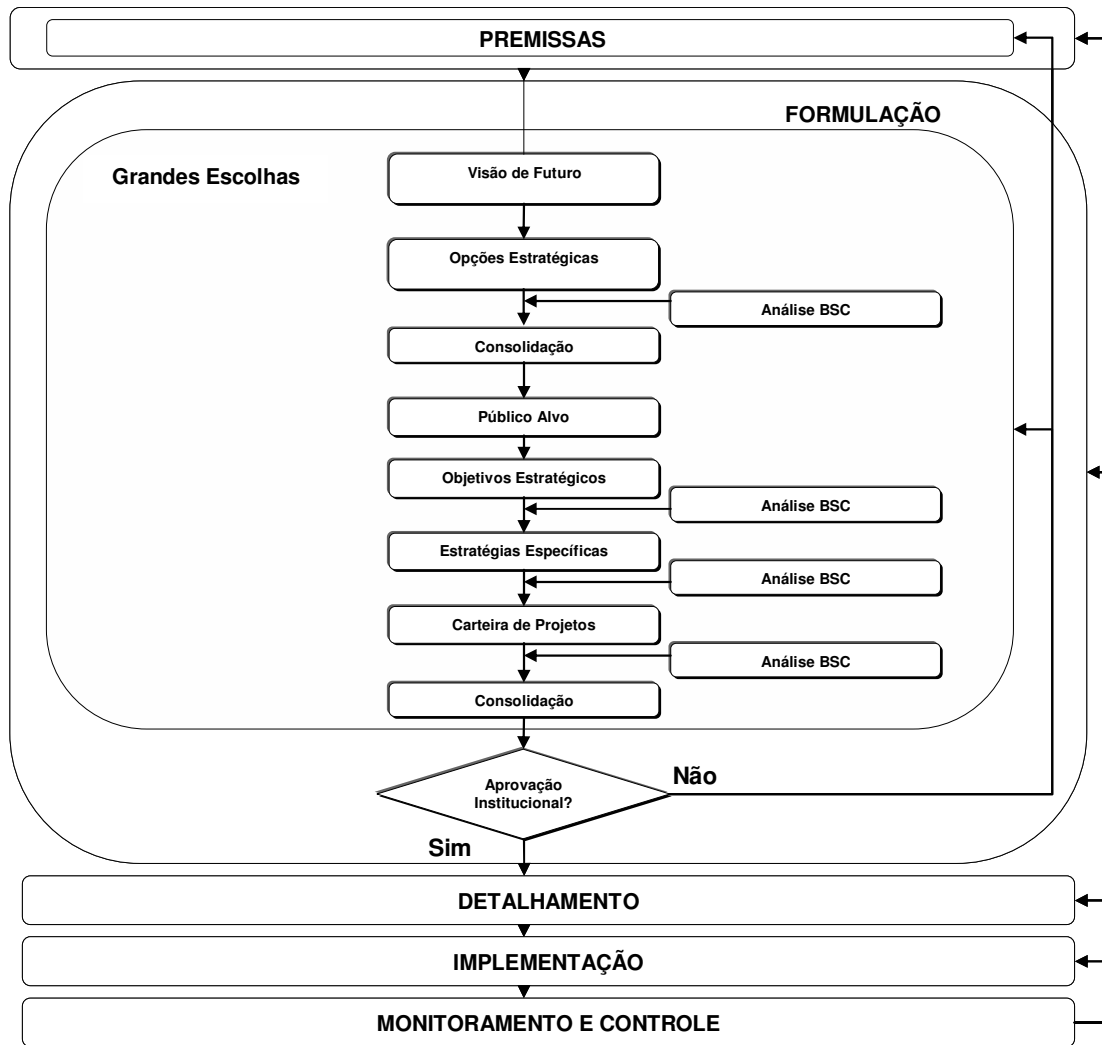 PREMISSAS
FORMULAÇÃO
Grandes Escolhas
Visão de Futuro
Opções Estratégicas
Análise BSC
Consolidação
Público Alvo
Objetivos Estratégicos
Análise BSC
Estratégias Específicas
Análise BSC
Carteira de Projetos
Análise BSC
Consolidação
Aprovação
Institucional?
Não
Sim
DETALHAMENTO
IMPLEMENTAÇÃO
MONITORAMENTO E CONTROLE